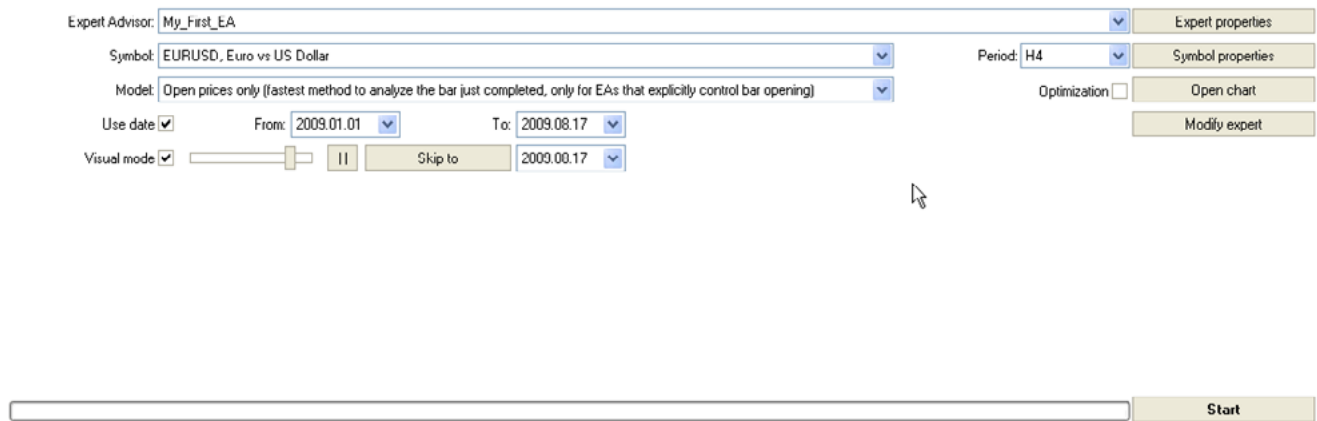 Expert Advisor: My_First_EA Expert properties
Symbol: EURUSD, Euro vs US Dollar Period: H4 Symbol properties
Model: Open prices only (fastest method to analyze the bar just completed, only for EAs that explicitly control bar opening) Optimization Open chart
Use date From: 2009.01.01 To: 2009.08.17 Modify expert
Visual mode Skip to 2009.00.17
Start